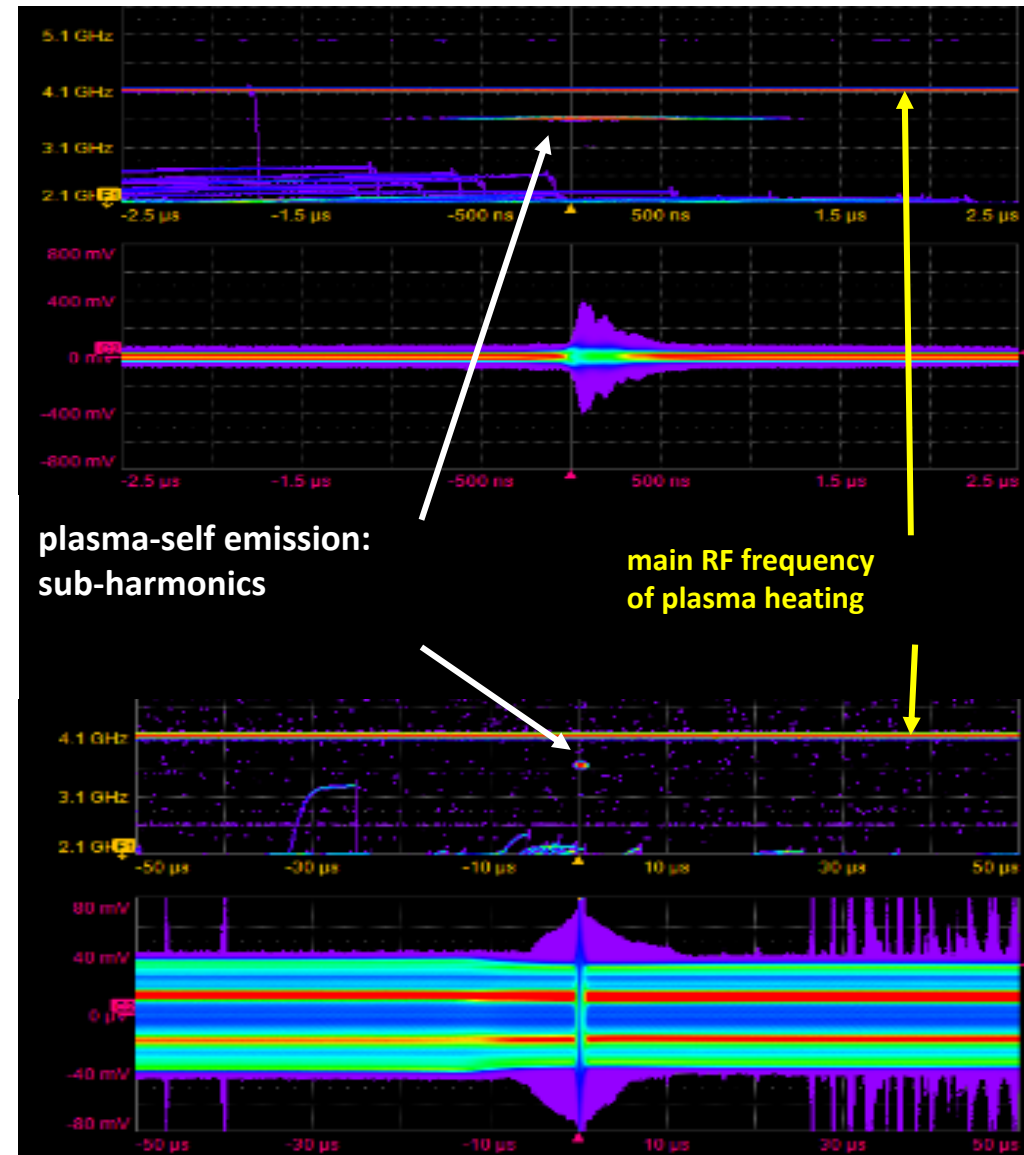 5.1 GHz
4.1 GHz
3.1 GHz
2.1 GHz
-2.5 µs -1.5 µs -500 ns 500 ns 1.5 µs 2.5 µs
800 mV
400 mV
0
-400 mV
-800 mV
-2.5 µs -1.5 µs -500 ns 500 ns 1.5 µs 2.5 µs
plasma-self emission:
sub-harmonics
main RF frequency
of plasma heating
4.1 GHz
3.1 GHz
2.1
-50 µs -30 µs -10 µs 10 µs 30 µs 50 µs
80 mV
40 mV
0
-40 mV
-80 mV
-50 µs -30 µs -10 µs 10 µs 30 µs 50 µs